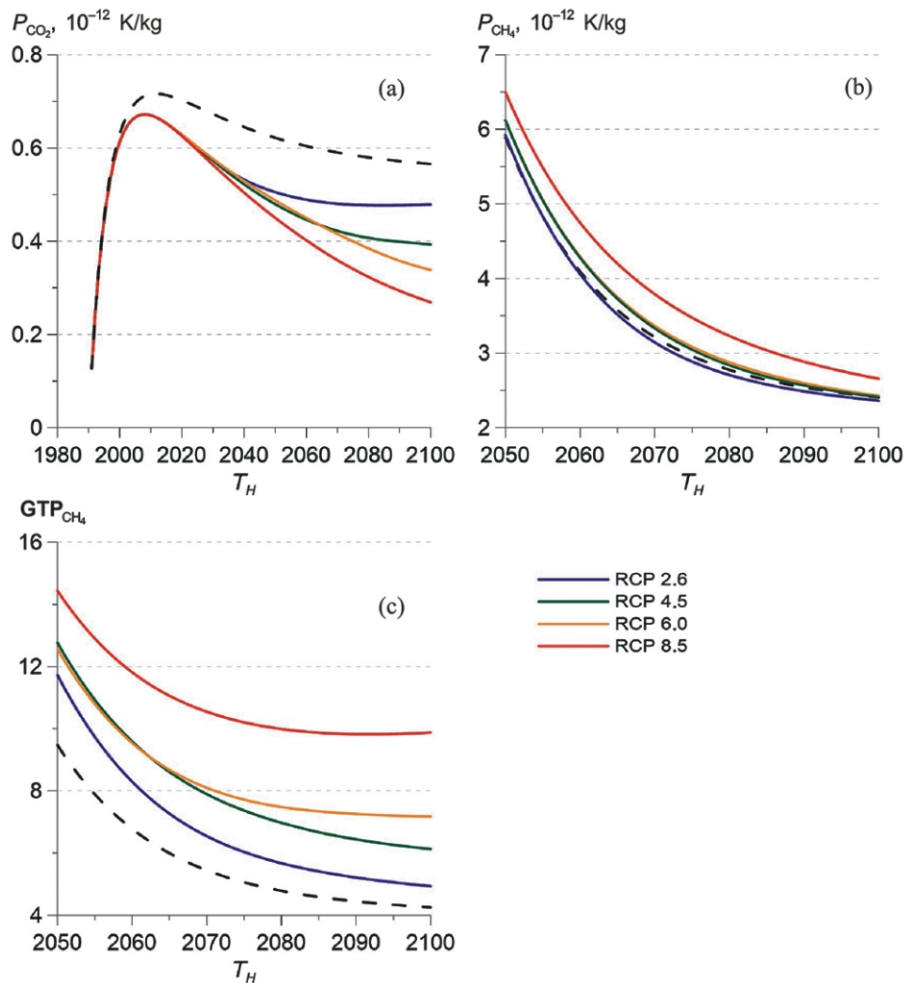 P_CO₂, 10⁻¹² K/kg
0.8
0.6
0.4
0.2
0
(a)
1980 2000 2020 2040 2060 2080 2100
T_H
P_CH₄, 10⁻¹² K/kg
7
6
5
4
3
2
(b)
2050 2060 2070 2080 2090 2100
T_H
GTP_CH₄
16
12
8
4
(c)
2050 2060 2070 2080 2090 2100
T_H
RCP 2.6
RCP 4.5
RCP 6.0
RCP 8.5